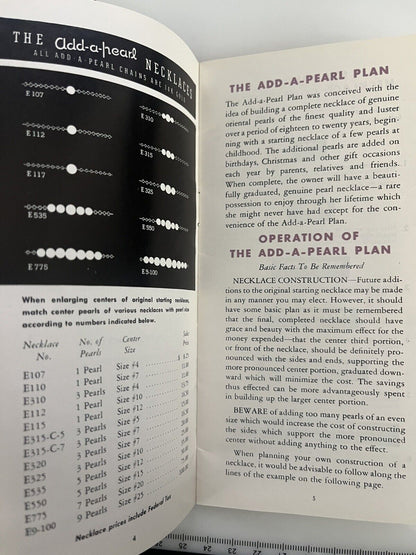 THE add-a-pearl NECKLACES
ALL ADD-A-PEARL CHAINS ARE 14K GOLD
E107
E310
E112
E315
E117
E325
E535
E550
E775
E9-100
When enlarging centers of original starting necklace,
match center pearls of various necklaces with pearl size
according to numbers indicated below.
Necklace No.
No. of Pearls
Center Size
Sales Price
E107 1 Pearl Size #4
E110 1 Pearl Size #7
E310 3 Pearls Size #4
E112 1 Pearl Size #10
E115 1 Pearl Size #12
E315-C-5 3 Pearls Size #5
E315-C-7 3 Pearls Size #7
E320 3 Pearls Size #10
E325 3 Pearls Size #12
E535 5 Pearls Size #15
E550 5 Pearls Size #17
E775 7 Pearls Size #20
E9-100 9 Pearls Size #25
Necklace prices include Federal Tax
4
THE ADD-A-PEARL PLAN
The Add-a-Pearl Plan was conceived with the
idea of building a complete necklace of genuine
oriental pearls of the finest quality and luster
over a period of eighteen to twenty years, begin-
ning with a starting necklace of a few pearls at
childhood. The additional pearls are added on
birthdays, Christmas and other gift occasions
each year by parents, relatives and friends.
When complete, the owner will have a beauti-
fully graduated, genuine pearl necklace—a rare
possession to enjoy through her lifetime which
she might never have had except for the con-
venience of the Add-a-Pearl Plan.
OPERATION OF
THE ADD-A-PEARL PLAN
Basic Facts To Be Remembered
NECKLACE CONSTRUCTION—Future addi-
tions to the original starting necklace may be made
in any manner you may elect. However, it should
have some basic plan as it must be remembered
that the final, completed necklace should have
grace and beauty with the maximum effect for the
money expended—that the center third portion,
or front of the necklace, should be definitely pro-
nounced with the sides and ends, supporting the
more pronounced center pearls, graduated down-
ward which will minimize the cost. The savings
thus effected can be more advantageously spent
in building up the larger center portion.
BEWARE of adding too many pearls of an even
size which would increase the cost of constructing
the sides which support the more pronounced
center without adding anything to the effect.
When planning your own construction of a
necklace, it would be advisable to follow along the
lines of the example on the following page.
5